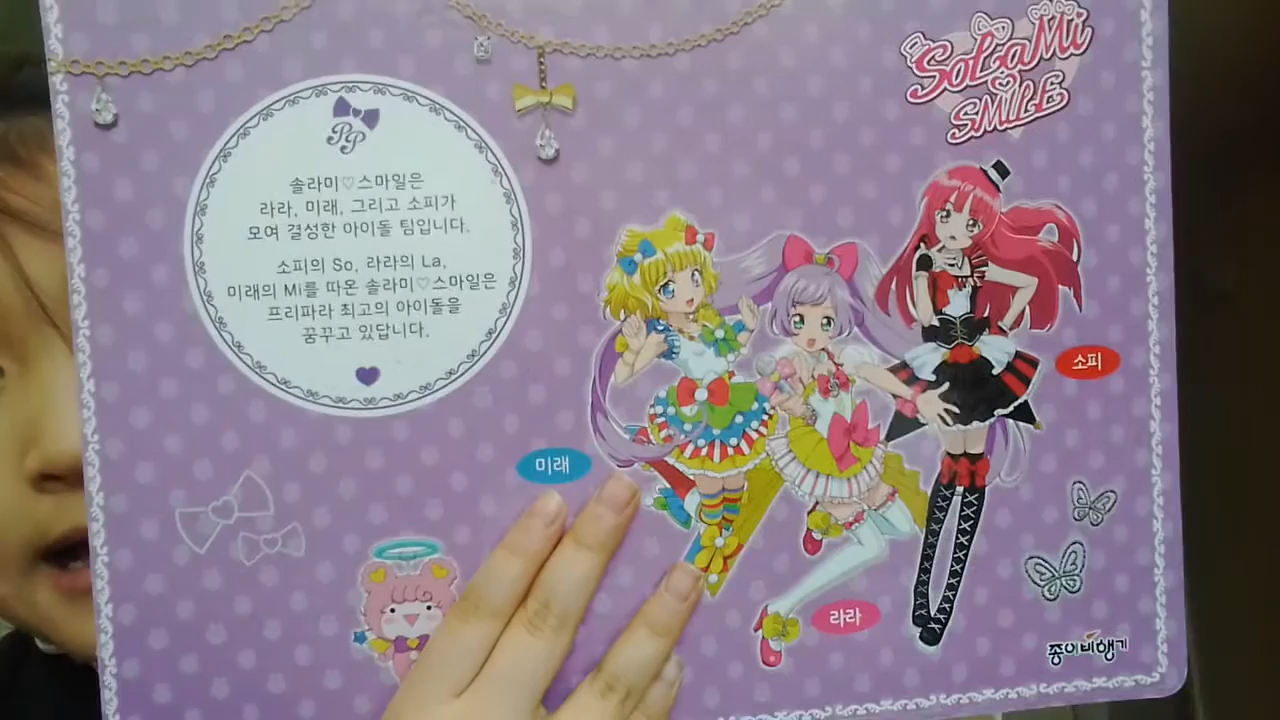 PP
솔라미♡스마일은
라라, 미래, 그리고 소피가
모여 결성한 아이돌 팀입니다.
소피의 So, 라라의 La,
미래의 Mi를 따온 솔라미♡스마일은
프리파라 최고의 아이돌을
꿈꾸고 있답니다.
SoLaMi
SMILE
소피
미래
라라
종이비행기